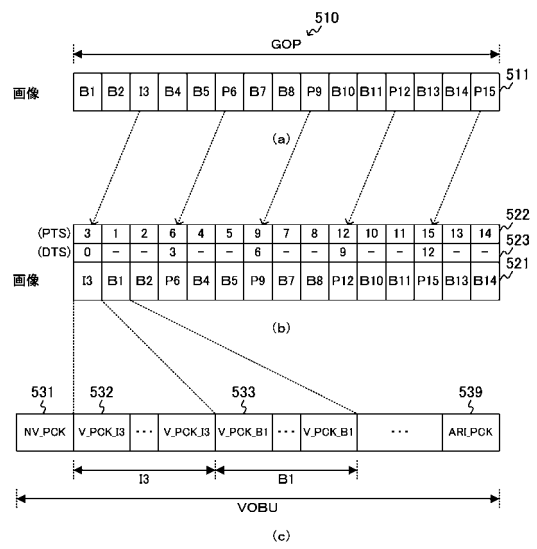 510
GOP
画像 B1 B2 I3 B4 B5 P6 B7 B8 P9 B10 B11 P12 B13 B14 P15 511
(a)
(PTS) 3 1 2 6 4 5 9 7 8 12 10 11 15 13 14 522
(DTS) 0 − − 3 − − 6 − − 9 − − 12 − − 523
画像 I3 B1 B2 P6 B4 B5 P9 B7 B8 P12 B10 B11 P15 B13 B14 521
(b)
531 532 533 539
NV_PCK V_PCK_I3 ··· V_PCK_I3 V_PCK_B1 ··· V_PCK_B1 ··· ARI_PCK
I3 B1
VOBU
(c)